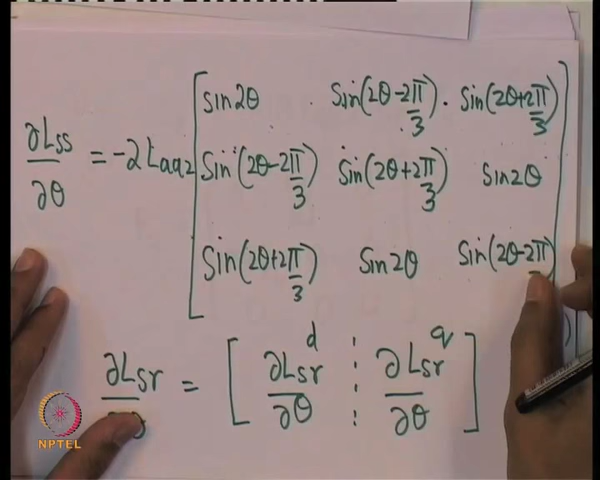 ∂Lss/∂θ = -2Laa2 [ sin2θ . Sin(2θ-2π/3) . Sin(2θ+2π/3)
Sin(2θ-2π/3) Sin(2θ+2π/3) Sin2θ
Sin(2θ+2π/3) Sin2θ Sin(2θ-2π) ]
∂Lsr/∂θ = [ ∂Lsr^d/∂θ ⋮ ∂Lsr^q/∂θ ]
NPTEL